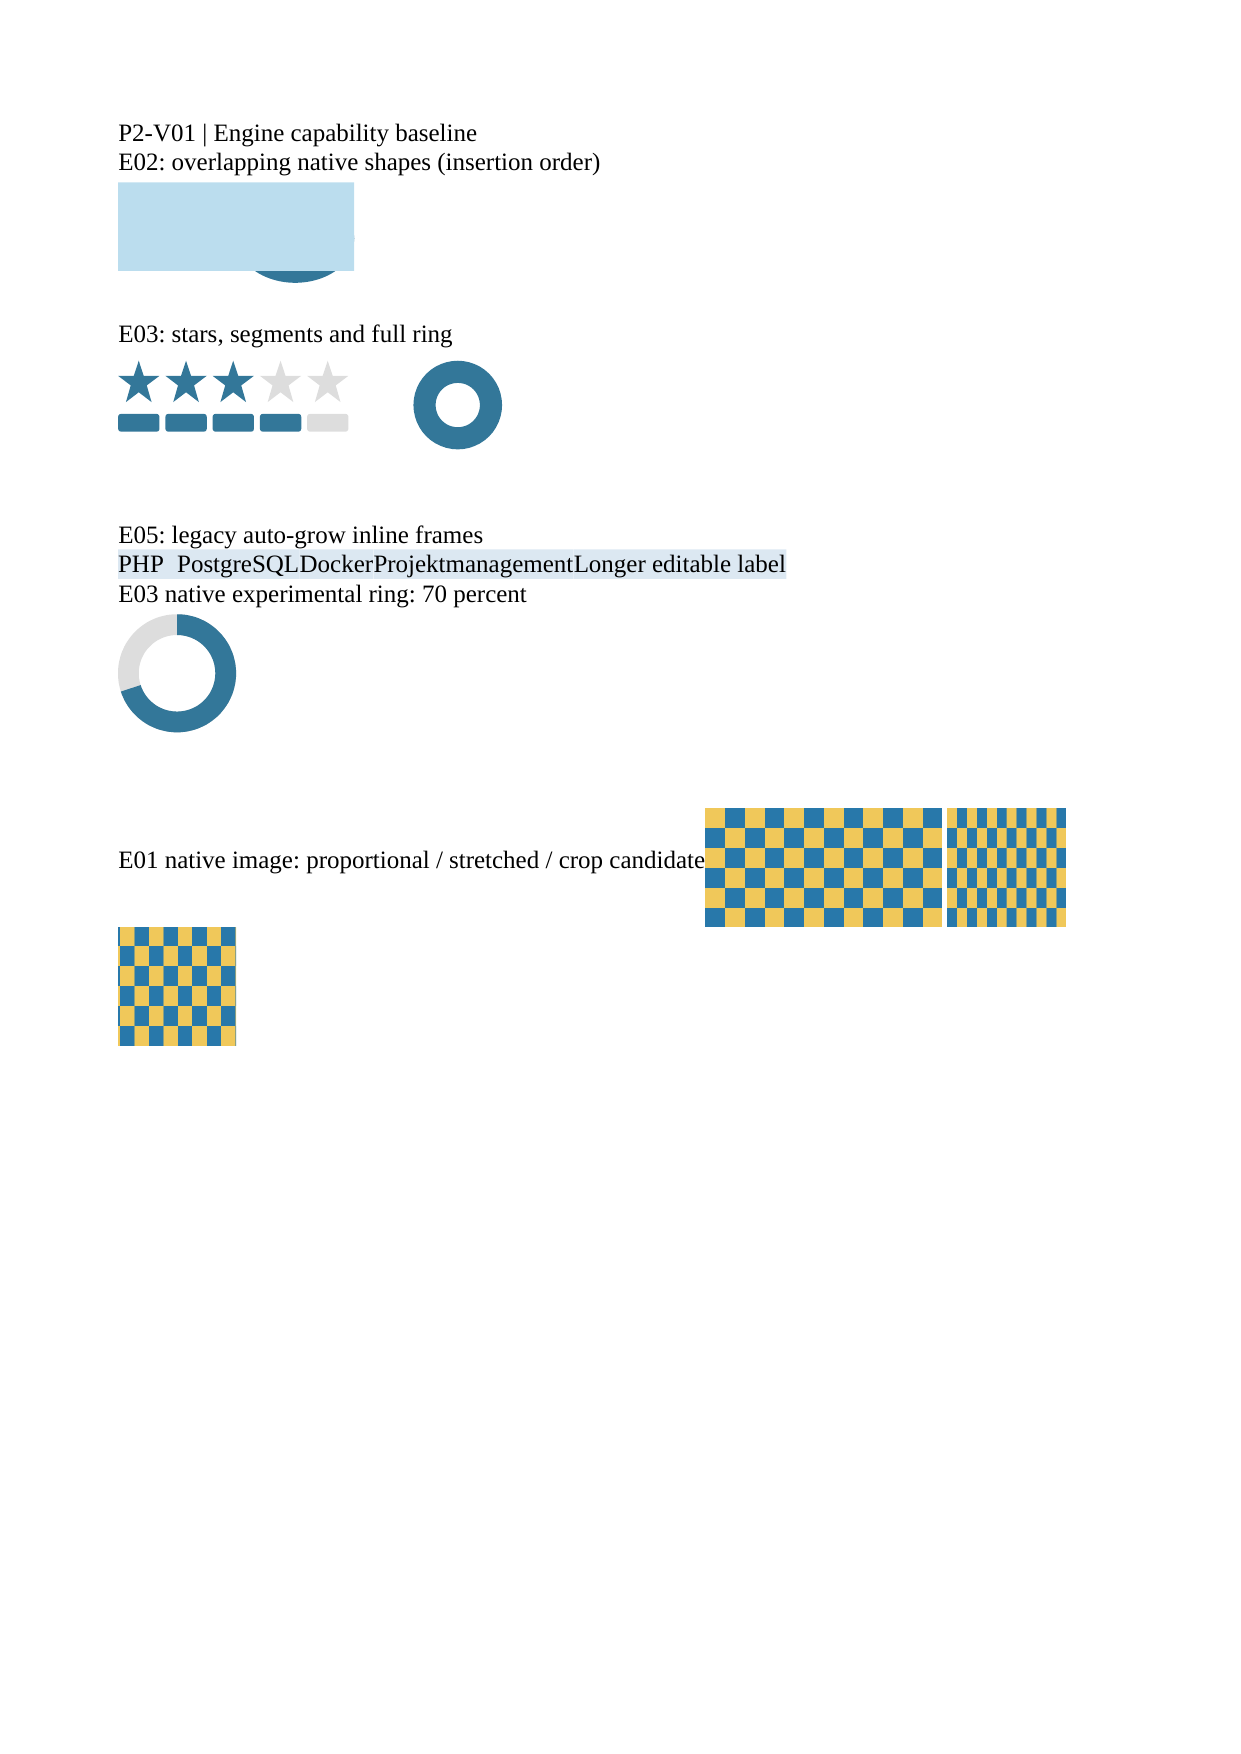 P2-V01 | Engine capability baseline
E02: overlapping native shapes (insertion order)
E03: stars, segments and full ring
E05: legacy auto-grow inline frames
PHP PostgreSQLDockerProjektmanagementLonger editable label
E03 native experimental ring: 70 percent
E01 native image: proportional / stretched / crop candidate